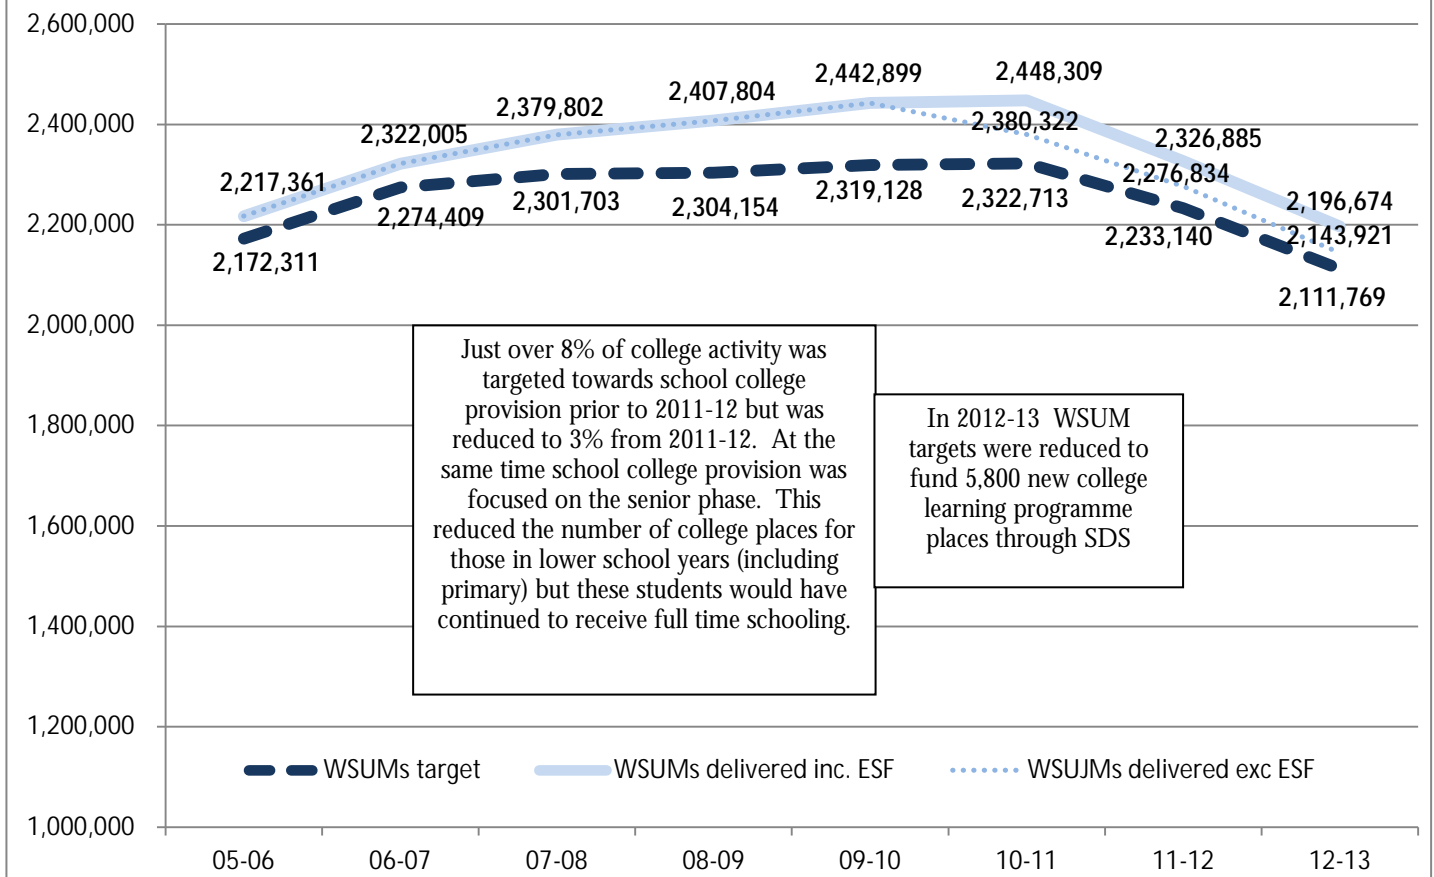 2,600,000
2,400,000
2,200,000
2,000,000
1,800,000
1,600,000
1,400,000
1,200,000
1,000,000
2,217,361
2,322,005
2,379,802
2,407,804
2,442,899
2,448,309
2,380,322
2,326,885
2,276,834
2,196,674
2,143,921
2,172,311
2,274,409
2,301,703
2,304,154
2,319,128
2,322,713
2,233,140
2,111,769
Just over 8% of college activity was
targeted towards school college
provision prior to 2011-12 but was
reduced to 3% from 2011-12. At the
same time school college provision was
focused on the senior phase. This
reduced the number of college places for
those in lower school years (including
primary) but these students would have
continued to receive full time schooling.
In 2012-13 WSUM
targets were reduced to
fund 5,800 new college
learning programme
places through SDS
WSUMs target
WSUMs delivered inc. ESF
WSUJMs delivered exc ESF
05-06
06-07
07-08
08-09
09-10
10-11
11-12
12-13